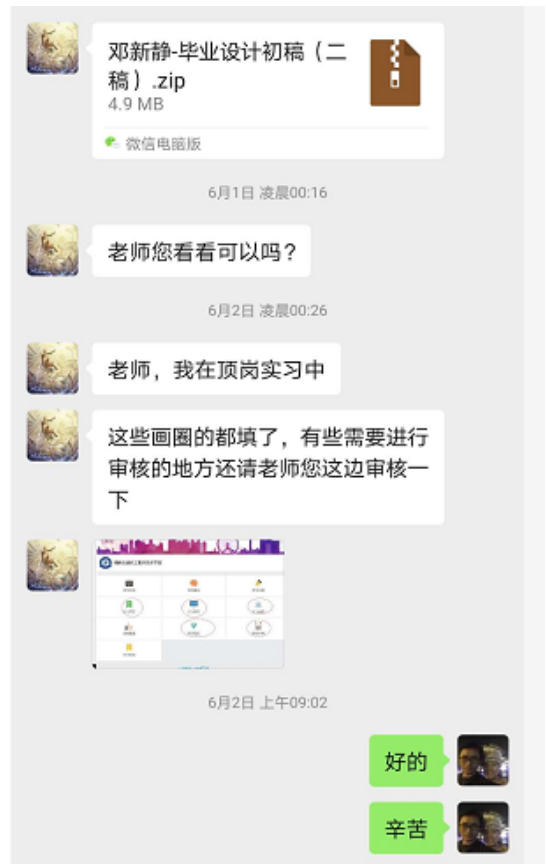 邓新静-毕业设计初稿（二
稿）.zip
4.9 MB
微信电脑版
6月1日 凌晨00:16
老师您看看可以吗?
6月2日 凌晨00:26
老师，我在顶岗实习中
这些画圈的都填了，有些需要进行
审核的地方还请老师您这边审核一
下
6月2日 上午09:02
好的
辛苦